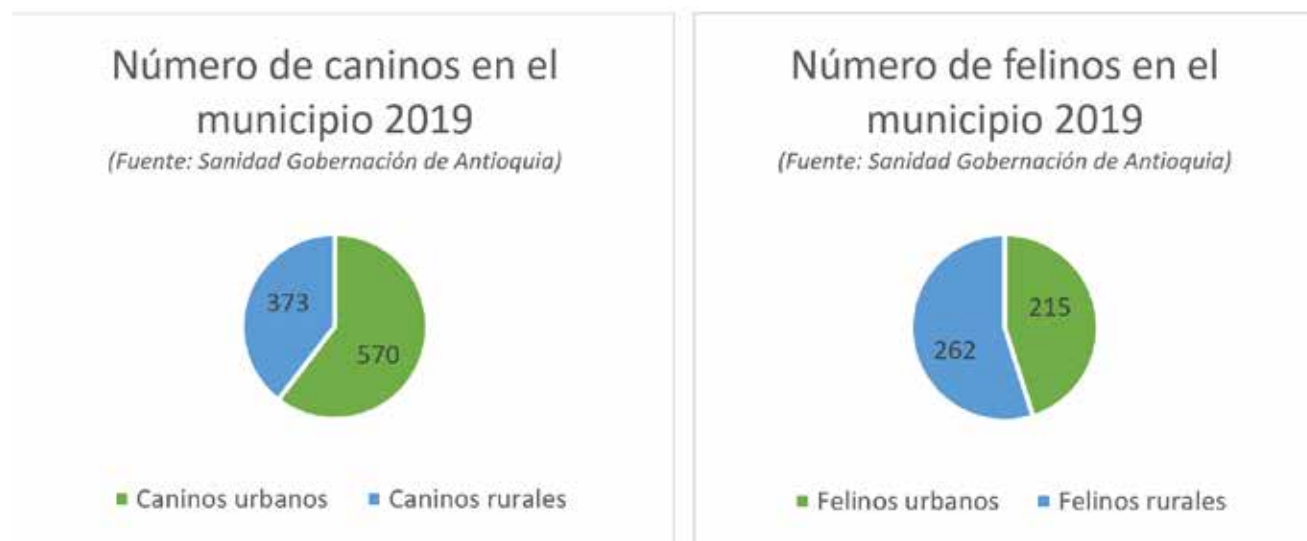 Número de caninos en el
municipio 2019
(Fuente: Sanidad Gobernación de Antioquia)
373
570
Caninos urbanos
Caninos rurales
Número de felinos en el
municipio 2019
(Fuente: Sanidad Gobernación de Antioquia)
215
262
Felinos urbanos
Felinos rurales